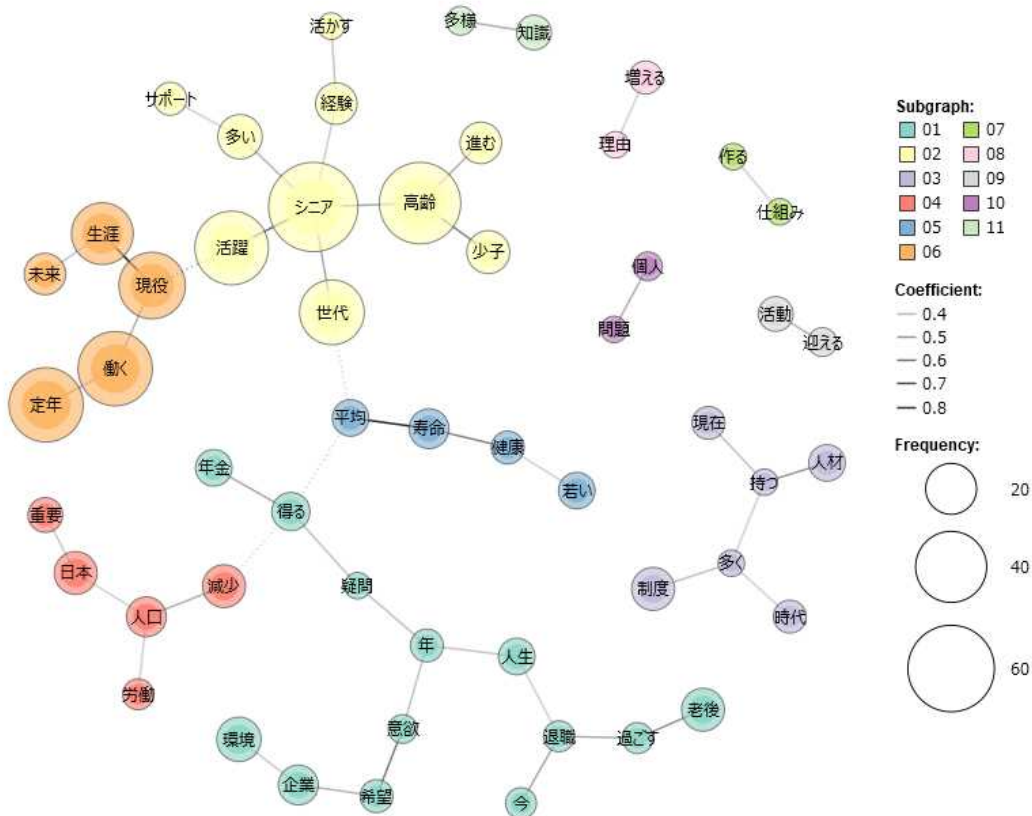 活かす
多様
知識
サポート
経験
増える
多い
進む
理由
作る
シニア
高齢
仕組み
生涯
活躍
少子
未来
現役
個人
世代
活動
問題
迎える
働く
定年
平均
寿命
健康
現在
年金
若い
人材
持つ
得る
重要
日本
減少
疑問
多く
制度
人口
時代
年
人生
労働
老後
意欲
環境
退職
過ごす
企業
希望
今
Subgraph:
01 07
02 08
03 09
04 10
05 11
06
Coefficient:
0.4
0.5
0.6
0.7
0.8
Frequency:
20
40
60